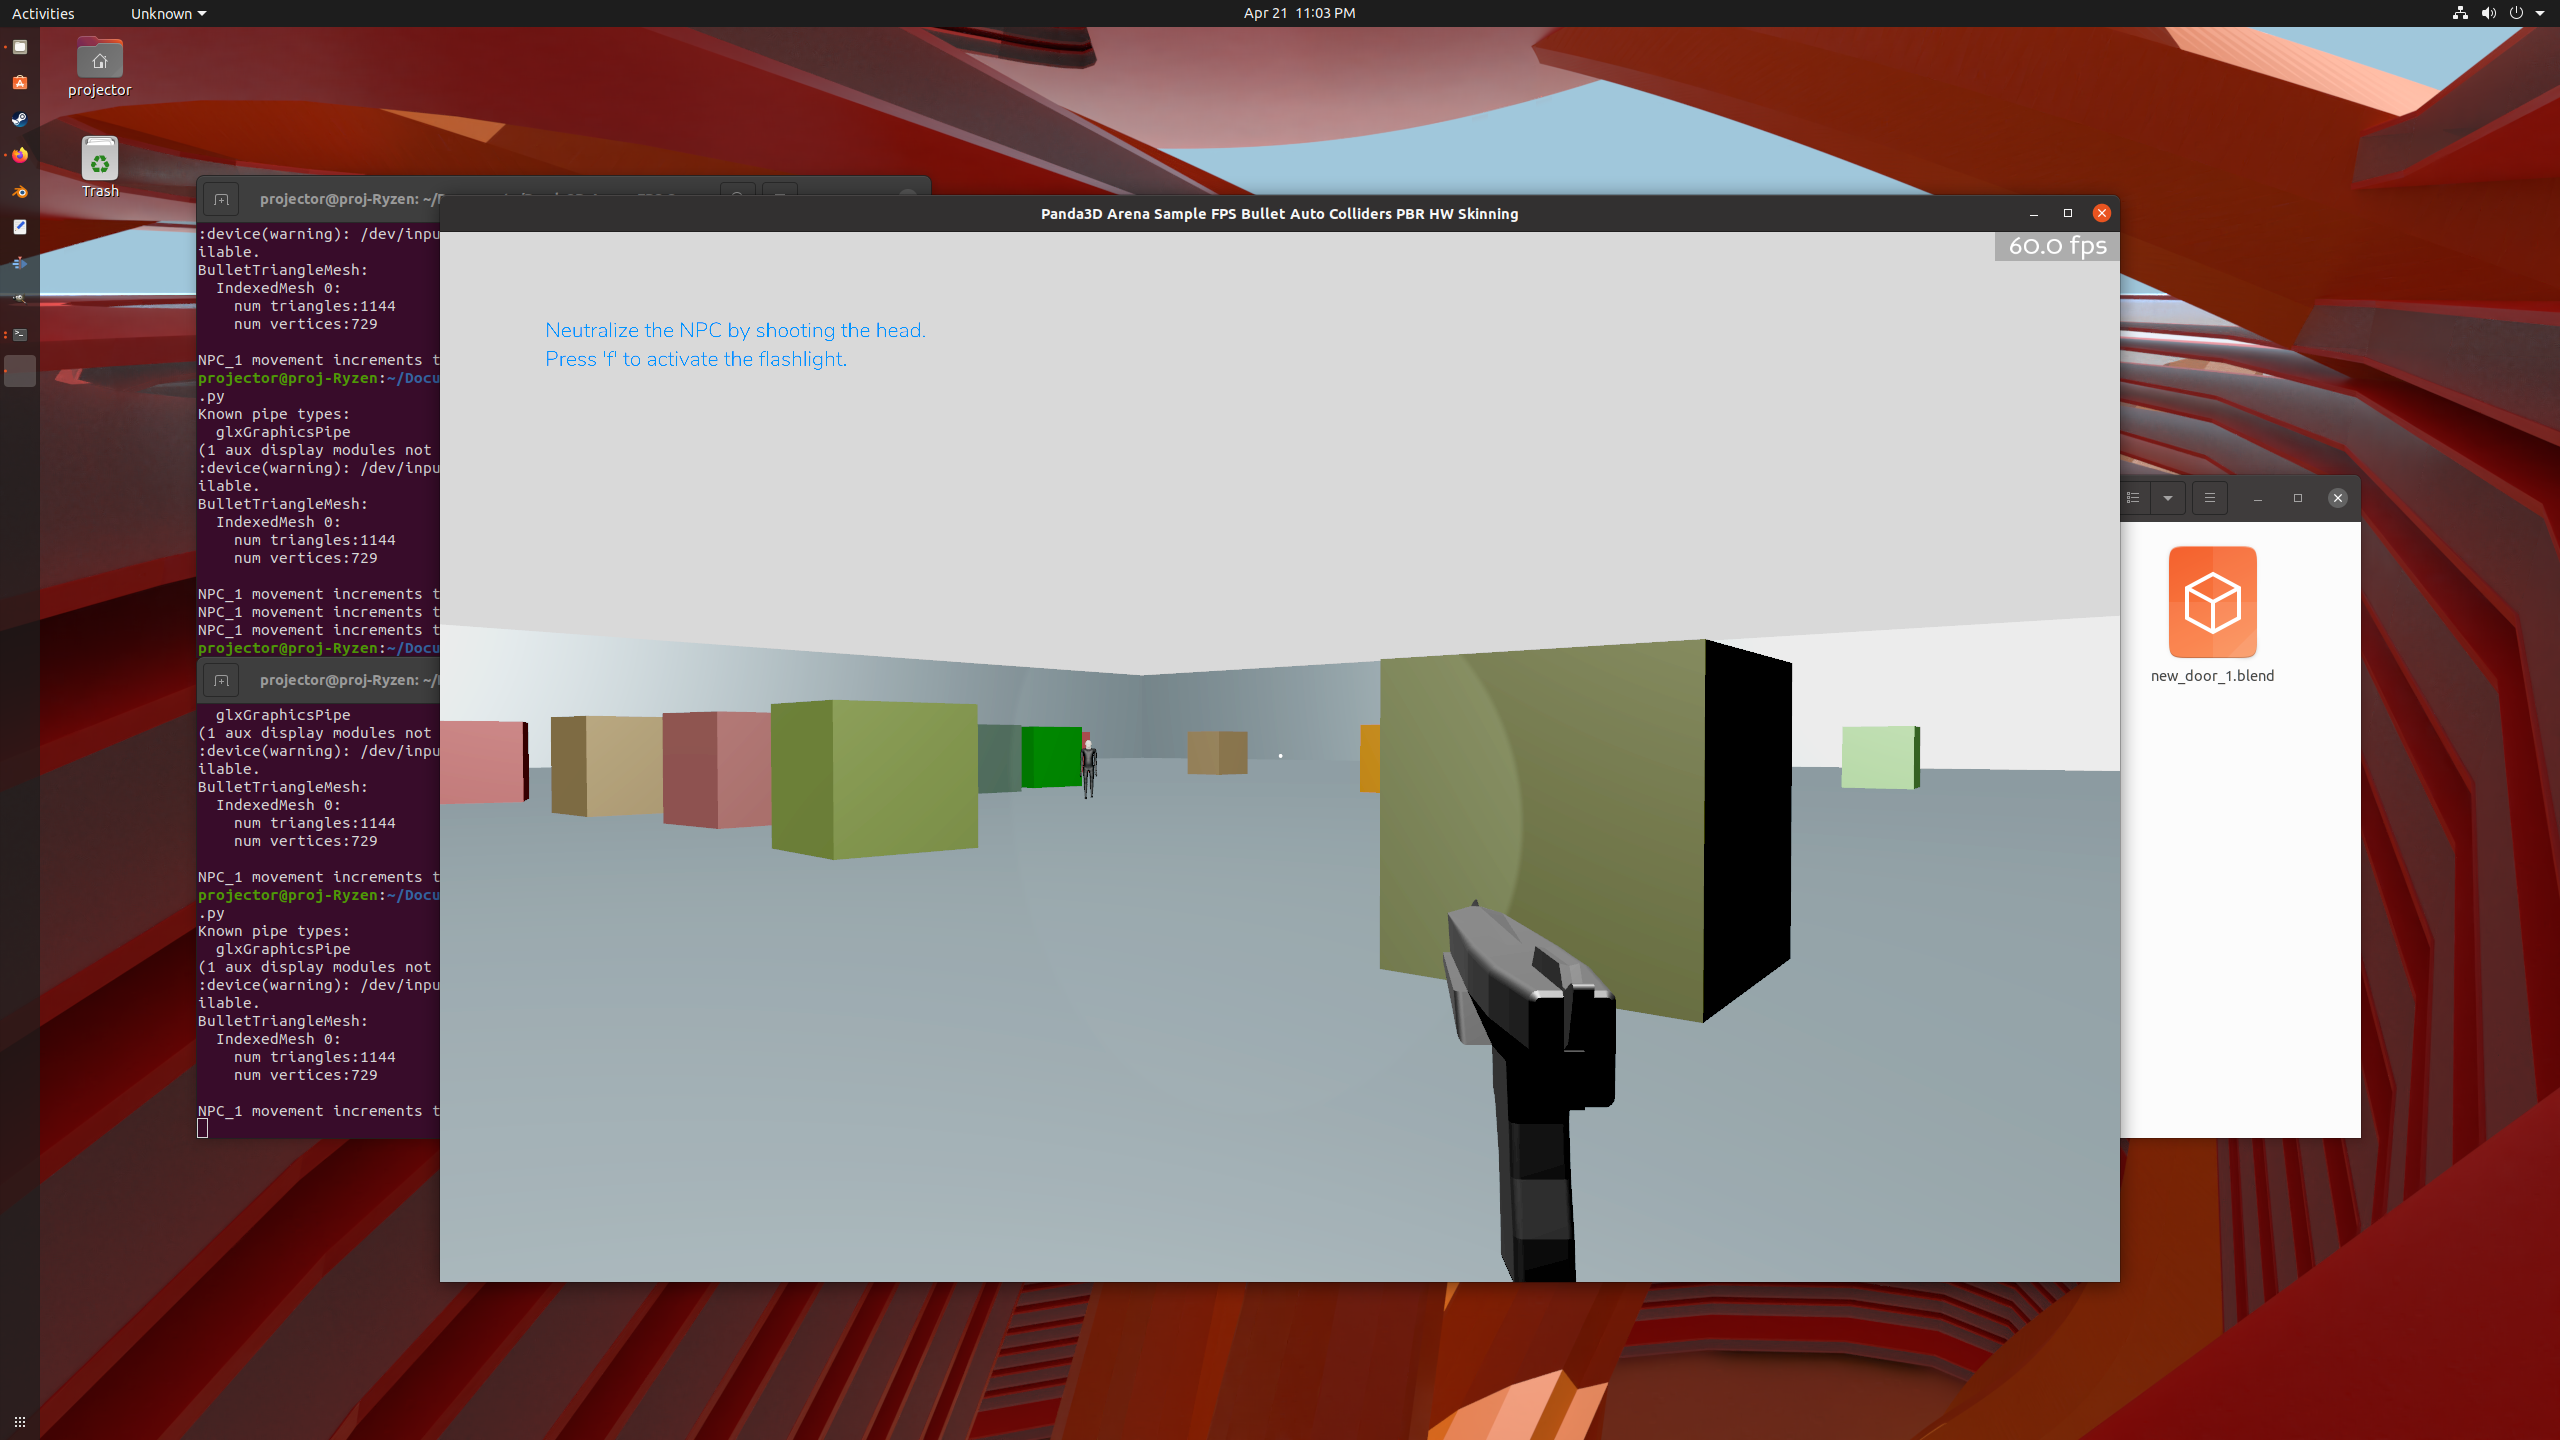 Activities
Unknown
Apr 21 11:03 PM
projector
Trash
projector@proj-Ryzen: ~/
:device(warning): /dev/inpu
ilable.
BulletTriangleMesh:
IndexedMesh 0:
num triangles:1144
num vertices:729
NPC_1 movement increments t
projector@proj-Ryzen:~/Docu
.py
Known pipe types:
glxGraphicsPipe
(1 aux display modules not
:device(warning): /dev/inpu
ilable.
BulletTriangleMesh:
IndexedMesh 0:
num triangles:1144
num vertices:729
NPC_1 movement increments t
NPC_1 movement increments t
NPC_1 movement increments t
projector@proj-Ryzen:~/Docu
projector@proj-Ryzen: ~/
glxGraphicsPipe
(1 aux display modules not
:device(warning): /dev/inpu
ilable.
BulletTriangleMesh:
IndexedMesh 0:
num triangles:1144
num vertices:729
NPC_1 movement increments t
projector@proj-Ryzen:~/Docu
.py
Known pipe types:
glxGraphicsPipe
(1 aux display modules not
:device(warning): /dev/inpu
ilable.
BulletTriangleMesh:
IndexedMesh 0:
num triangles:1144
num vertices:729
NPC_1 movement increments t
Panda3D Arena Sample FPS Bullet Auto Colliders PBR HW Skinning
60.0 fps
Neutralize the NPC by shooting the head.
Press 'f' to activate the flashlight.
new_door_1.blend